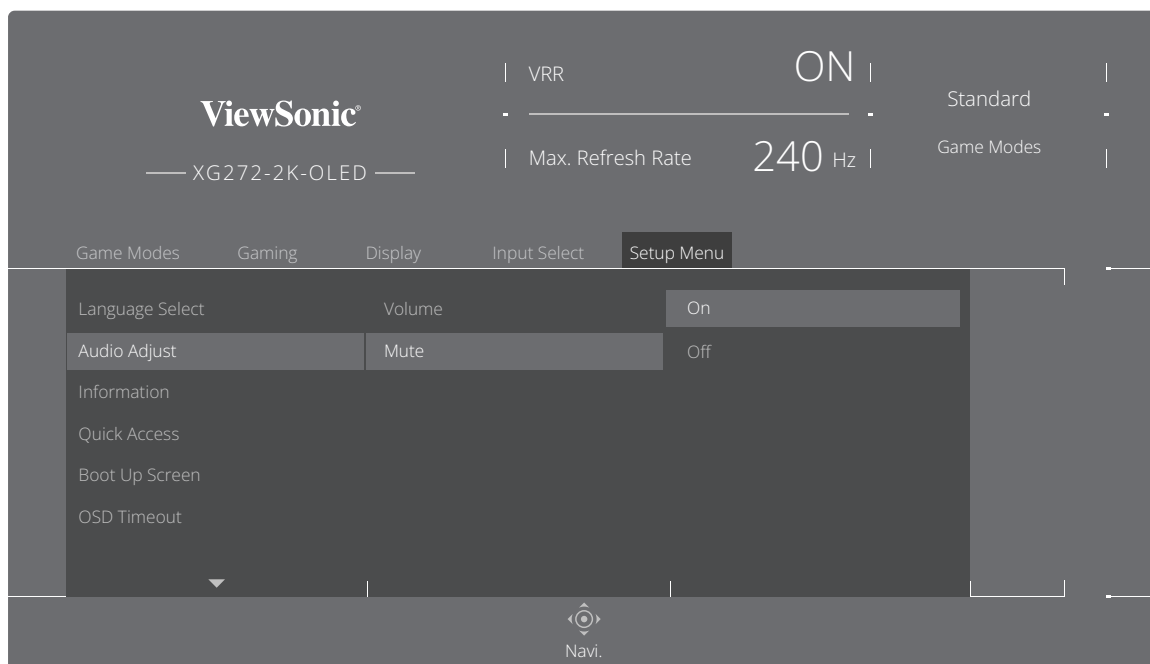 ViewSonic®
XG272-2K-OLED
VRR ON
Max. Refresh Rate 240 Hz
Standard
Game Modes
Game Modes Gaming Display Input Select Setup Menu
Language Select Volume On
Audio Adjust Mute Off
Information
Quick Access
Boot Up Screen
OSD Timeout
Navi.